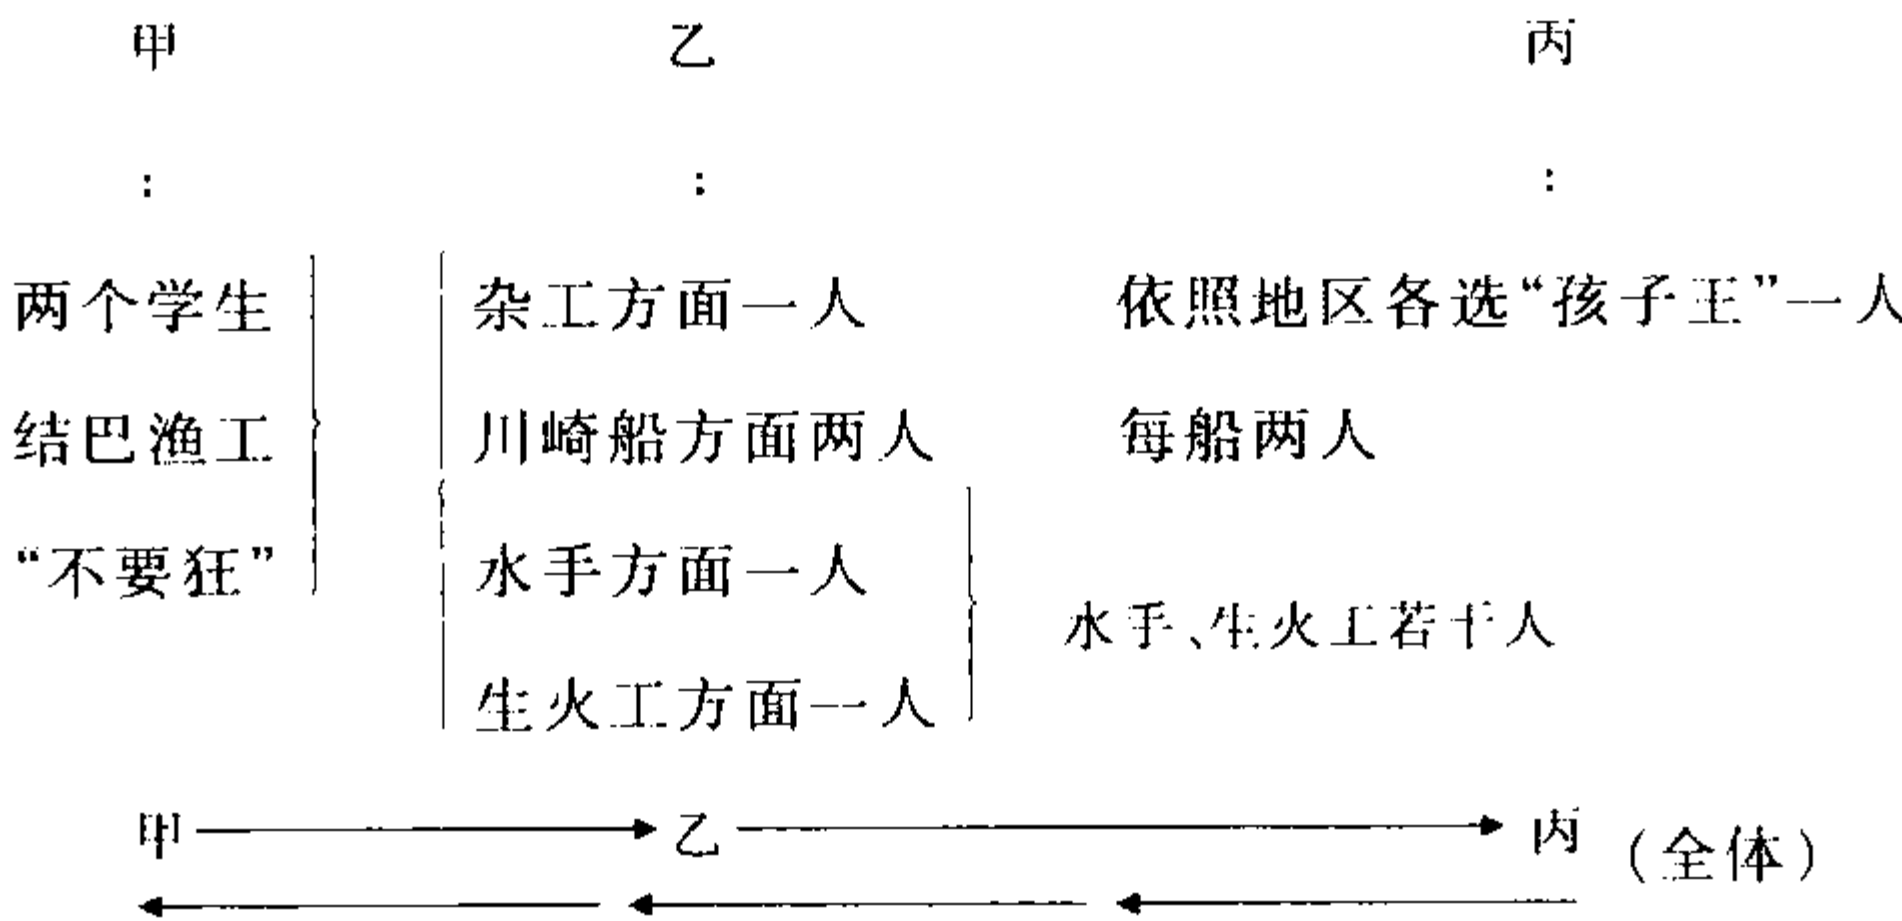 甲 乙 丙
: : :
两个学生 杂工方面一人 依照地区各选“孩子王”一人
结巴渔工 川崎船方面两人 每船两人
“不要狂” 水手方面一人
水手、生火工若干人
生火工方面一人
甲 乙 丙 (全体)